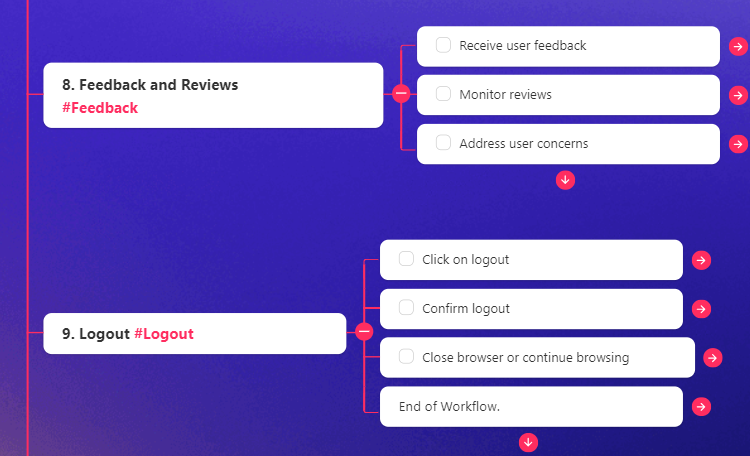 8. Feedback and Reviews
#Feedback
Receive user feedback
Monitor reviews
Address user concerns
9. Logout #Logout
Click on logout
Confirm logout
Close browser or continue browsing
End of Workflow.